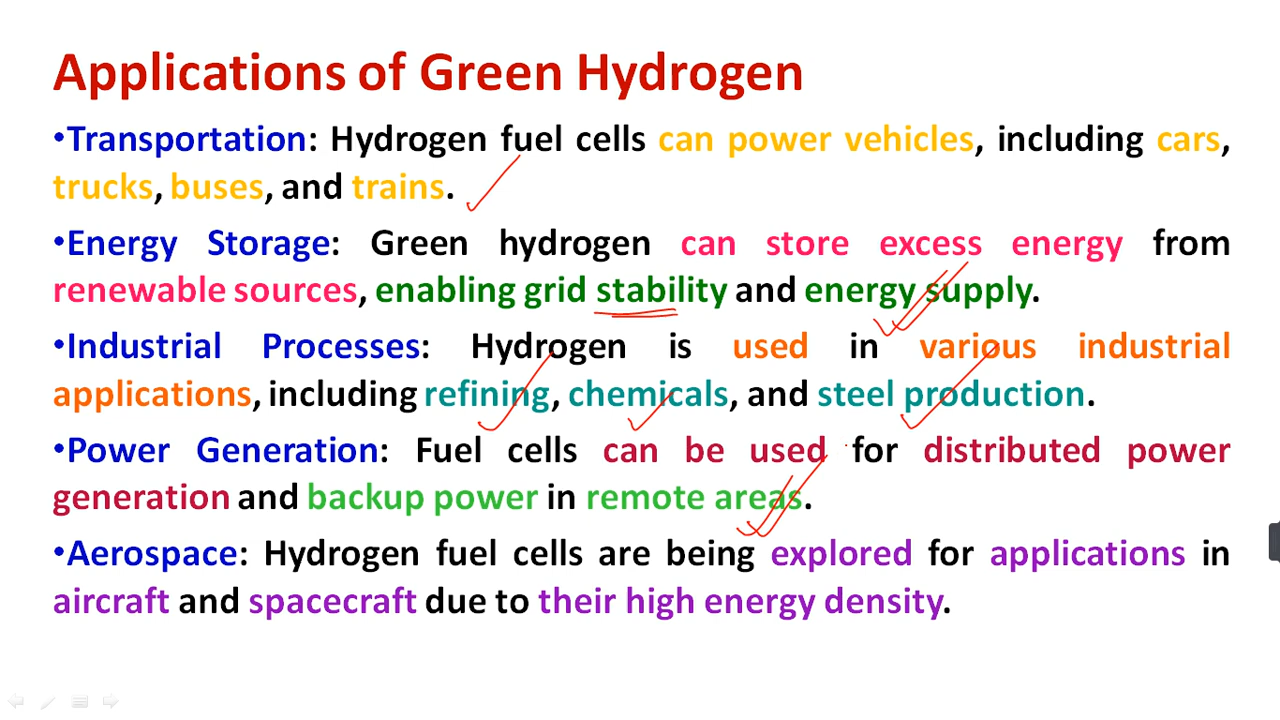 Applications of Green Hydrogen
•Transportation: Hydrogen fuel cells can power vehicles, including cars,
trucks, buses, and trains.
•Energy Storage: Green hydrogen can store excess energy from
renewable sources, enabling grid stability and energy supply.
•Industrial Processes: Hydrogen is used in various industrial
applications, including refining, chemicals, and steel production.
•Power Generation: Fuel cells can be used for distributed power
generation and backup power in remote areas.
•Aerospace: Hydrogen fuel cells are being explored for applications in
aircraft and spacecraft due to their high energy density.